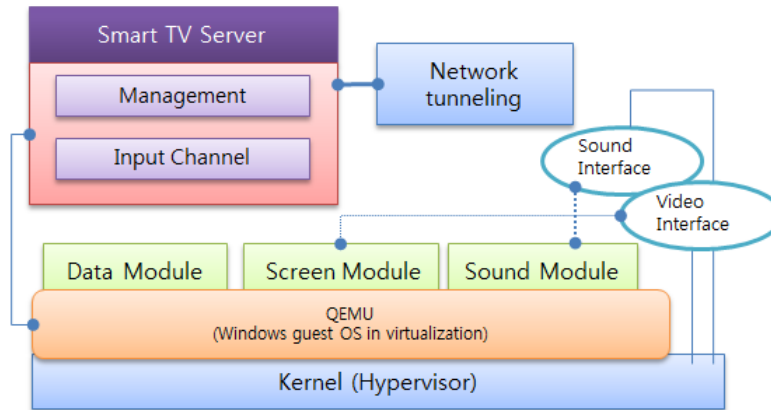 Smart TV Server
Management
Input Channel
Network
tunneling
Sound
Interface
Video
Interface
Data Module
Screen Module
Sound Module
QEMU
(Windows guest OS in virtualization)
Kernel (Hypervisor)